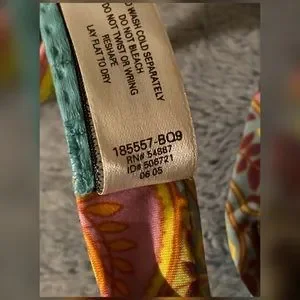 WASH COLD SEPARATELY
DO NOT BLEACH
DO NOT TWIST OR WRING
RESHAPE
LAY FLAT TO DRY
185557-BQ9
RN# 54867
ID# 506721
06 05